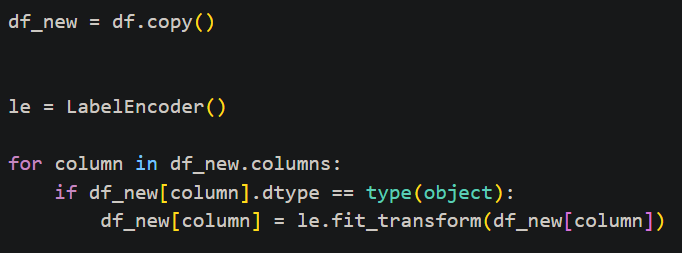 df_new = df.copy()
le = LabelEncoder()
for column in df_new.columns:
    if df_new[column].dtype == type(object):
        df_new[column] = le.fit_transform(df_new[column])